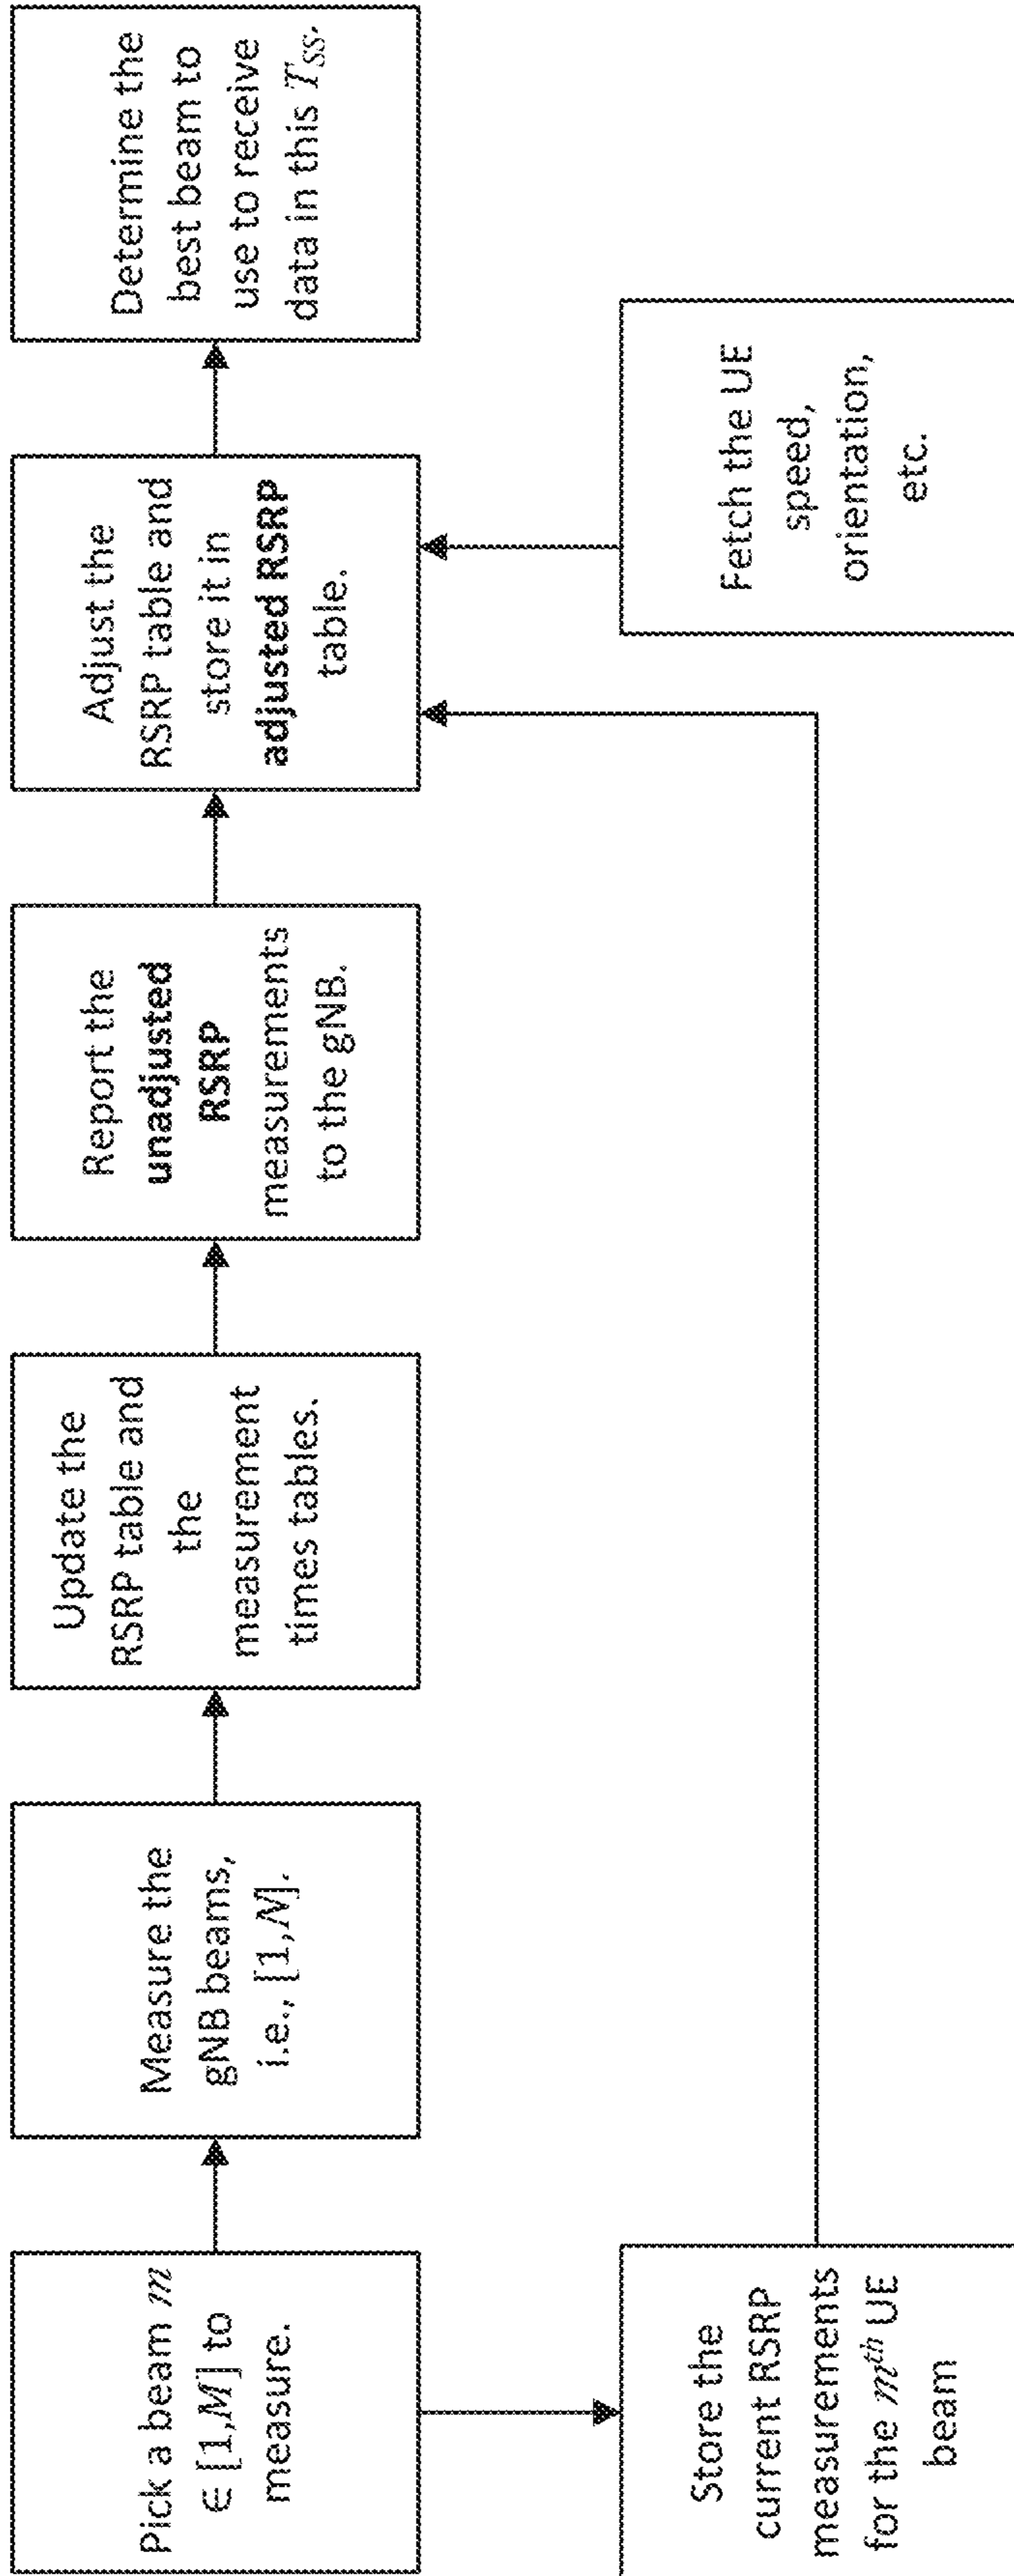 Pick a beam m
∈ [1,M] to
measure.
Measure the
gNB beams,
i.e., [1,N].
Update the
RSRP table and
the
measurement
times tables.
Report the
unadjusted
RSRP
measurements
to the gNB.
Adjust the
RSRP table and
store it in
adjusted RSRP
table.
Determine the
best beam to
use to receive
data in this T_SS.
Store the
current RSRP
measurements
for the m^th UE
beam
Fetch the UE
speed,
orientation,
etc.